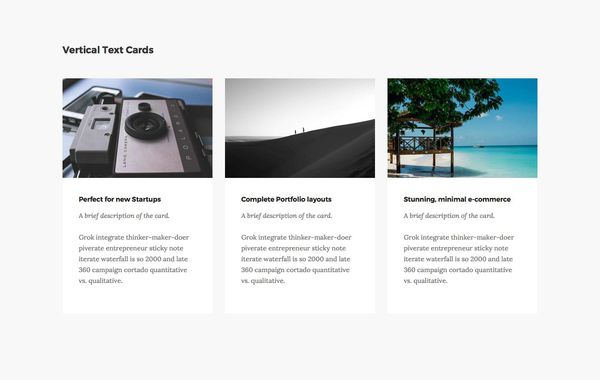 Vertical Text Cards
POLAROID
LAND CAMERA
Perfect for new Startups
A brief description of the card.
Grok integrate thinker-maker-doer
piverate entrepreneur sticky note
iterate waterfall is so 2000 and late
360 campaign cortado quantitative
vs. qualitative.
Complete Portfolio layouts
A brief description of the card.
Grok integrate thinker-maker-doer
piverate entrepreneur sticky note
iterate waterfall is so 2000 and late
360 campaign cortado quantitative
vs. qualitative.
Stunning, minimal e-commerce
A brief description of the card.
Grok integrate thinker-maker-doer
piverate entrepreneur sticky note
iterate waterfall is so 2000 and late
360 campaign cortado quantitative
vs. qualitative.